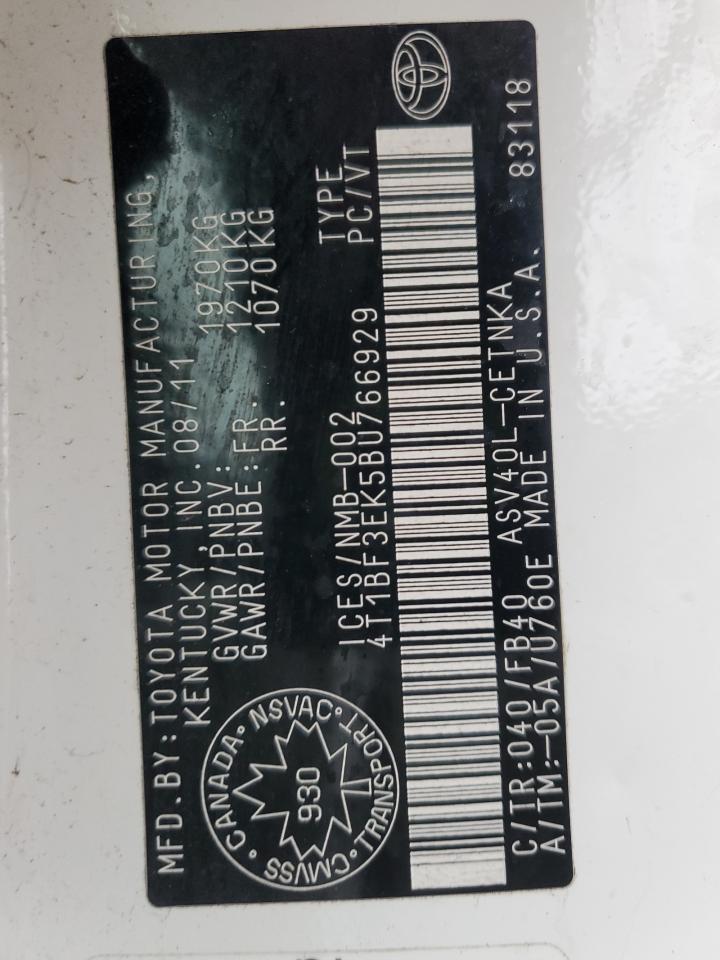 MFD.BY:TOYOTA MOTOR MANUFACTURING,
KENTUCKY, INC. 08/11
GVWR/PNBV: 1970KG
GAWR/PNBE:FR. 1210KG
RR. 1070KG
CANADA • NSVAC • TRANSPORT • CMVSS •
930
TYPE
ICES/NMB-002 PC/VT
4T1BF3EK5BU766929
C/TR:040/FB40 ASV40L-CETNKA
A/TM:-05A/U760E MADE IN U.S.A. 83118